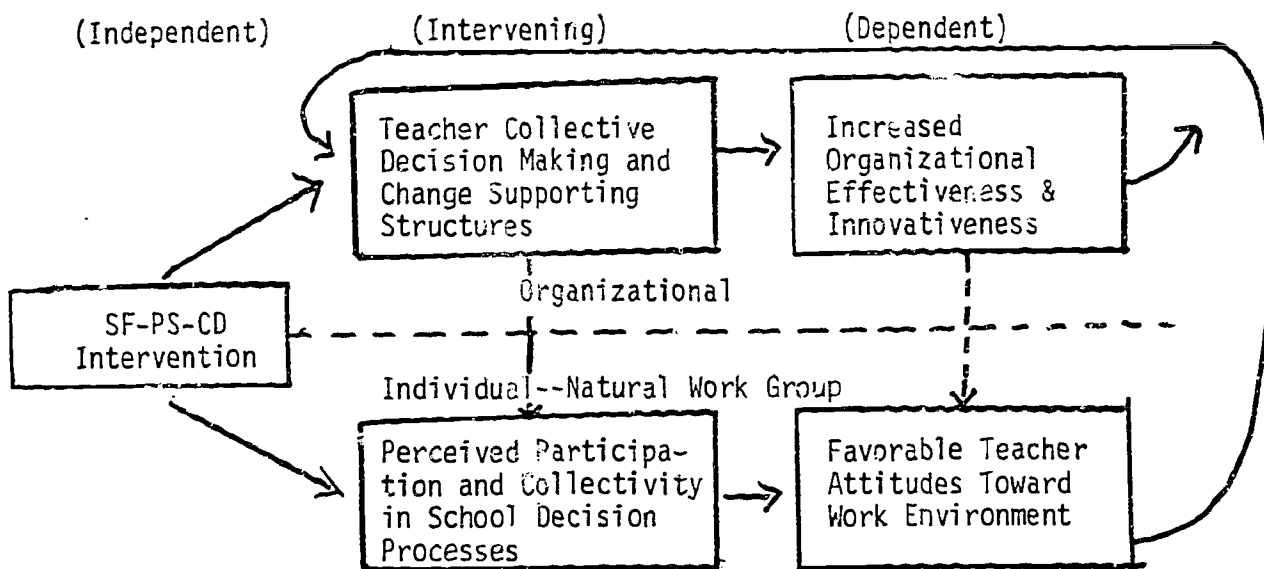 (Independent) (Intervening) (Dependent)
Teacher Collective
Decision Making and
Change Supporting
Structures
Increased
Organizational
Effectiveness &
Innovativeness
Organizational
SF-PS-CD
Intervention
Individual--Natural Work Group
Perceived Participa-
tion and Collectivity
in School Decision
Processes
Favorable Teacher
Attitudes Toward
Work Environment